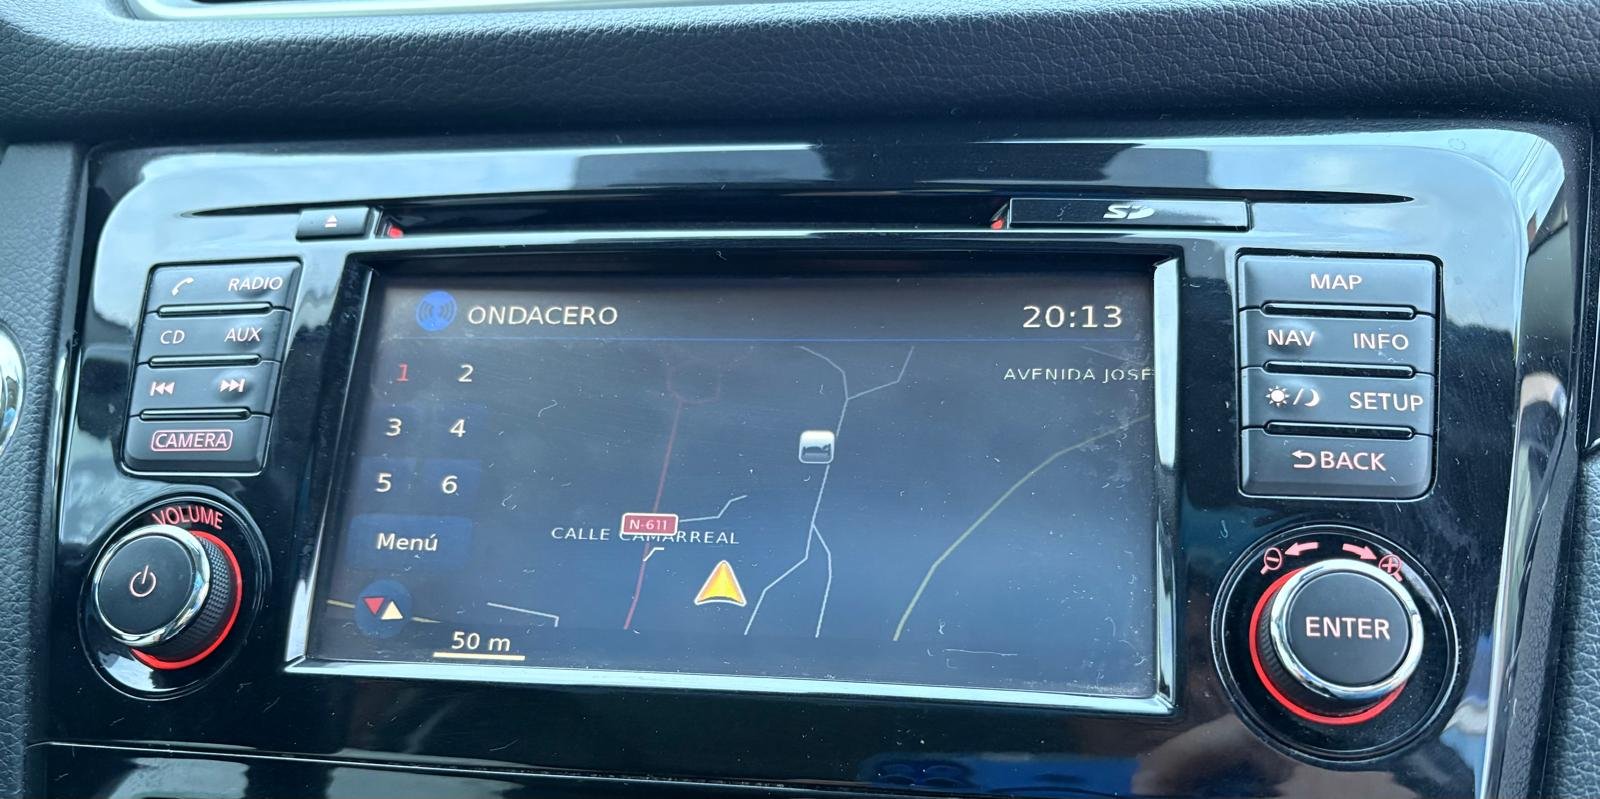 SD
RADIO
CD AUX
CAMERA
VOLUME
ONDACERO 20:13
1 2
3 4
5 6
Menú
50 m
AVENIDA JOSE
N-611
CALLE CAMARREAL
MAP
NAV INFO
SETUP
BACK
ENTER